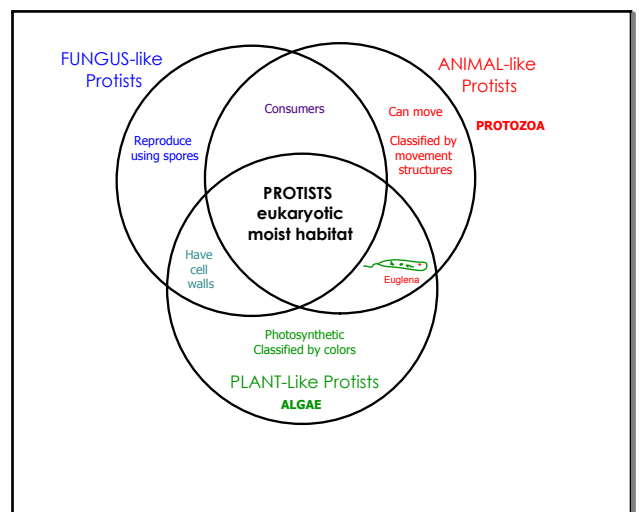 FUNGUS-like
Protists
ANIMAL-like
Protists
PROTOZOA
Consumers
Can move
Classified by
movement
structures
Reproduce
using spores
PROTISTS
eukaryotic
moist habitat
Have
cell
walls
Euglena
Photosynthetic
Classified by colors
PLANT-Like Protists
ALGAE